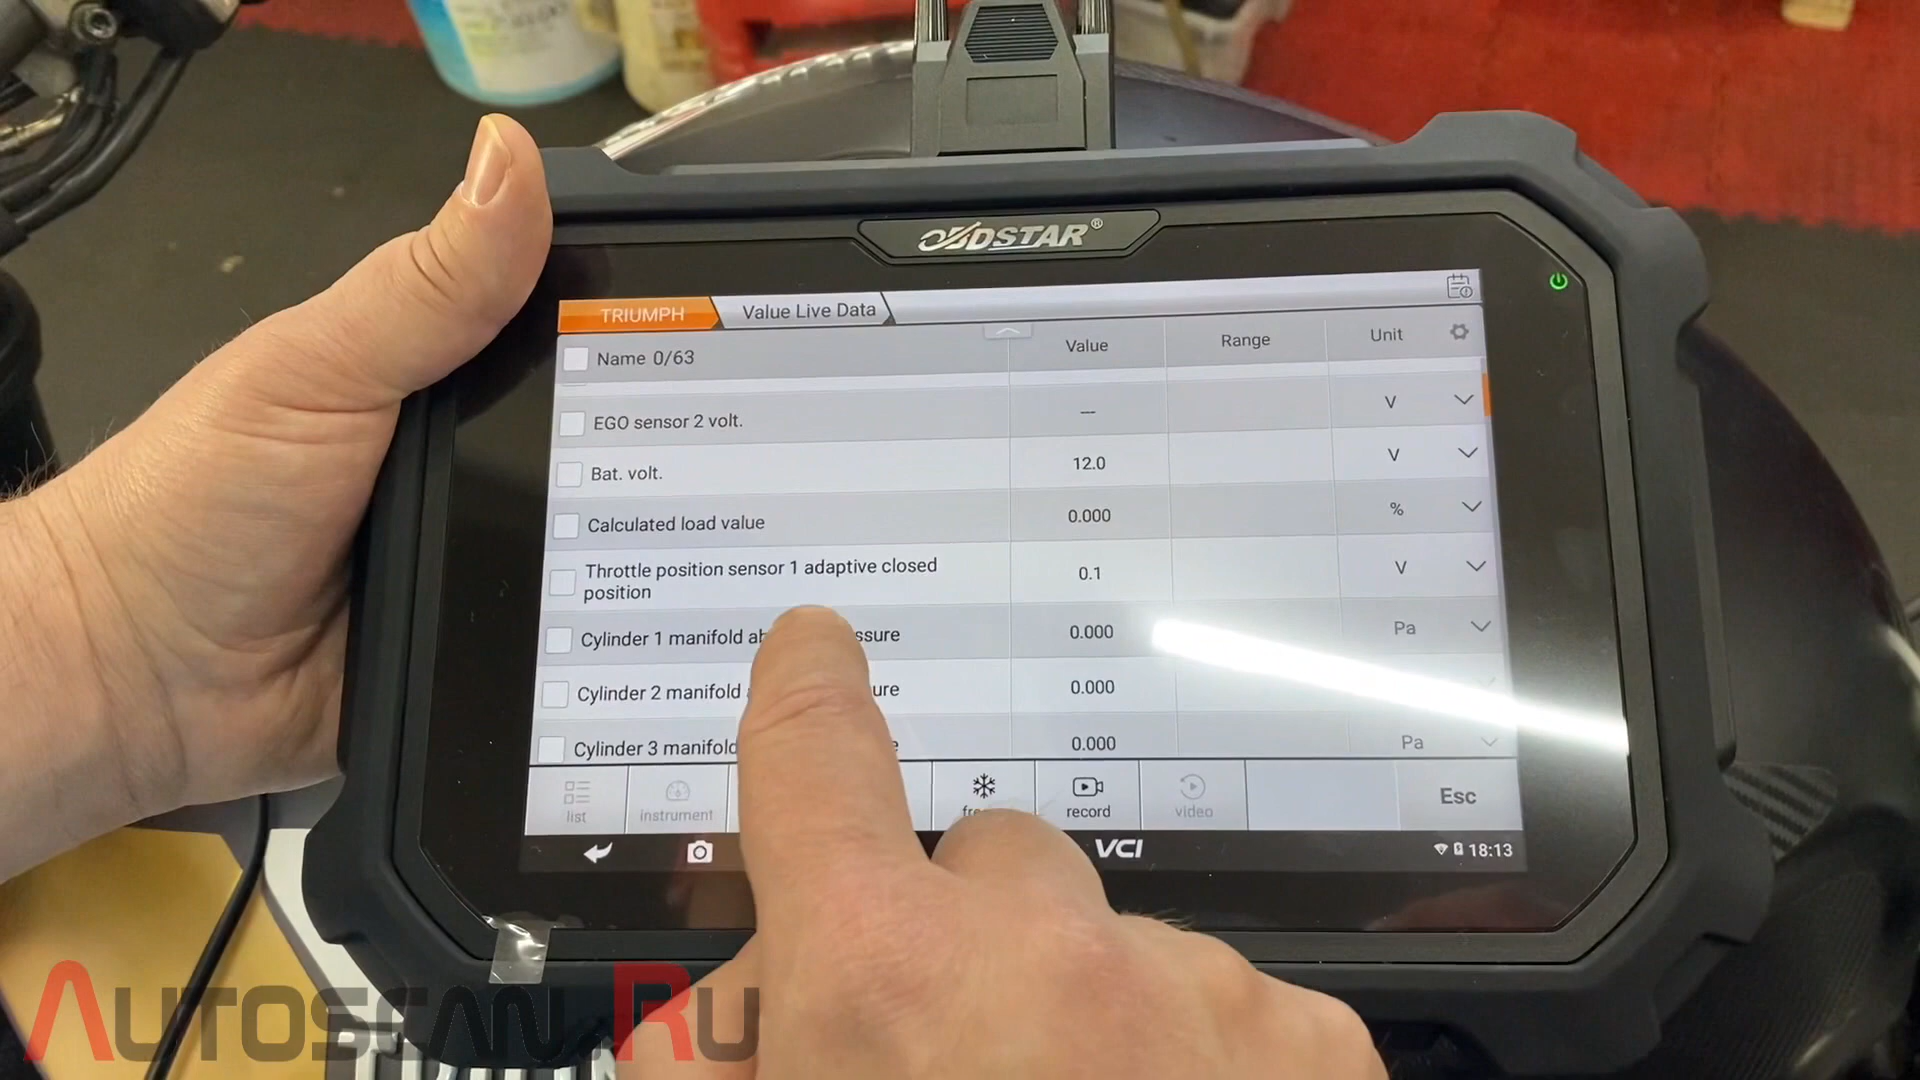 OBDSTAR®
TRIUMPH Value Live Data
Name 0/63 Value Range Unit
EGO sensor 2 volt. --- V
Bat. volt. 12.0 V
Calculated load value 0.000 %
Throttle position sensor 1 adaptive closed
position 0.1 V
Cylinder 1 manifold 0.000 Pa
Cylinder 2 manifold 0.000
Cylinder 3 manifold 0.000 Pa
list instrument record video Esc
VCI 18:13
AUTOSCAN.RU